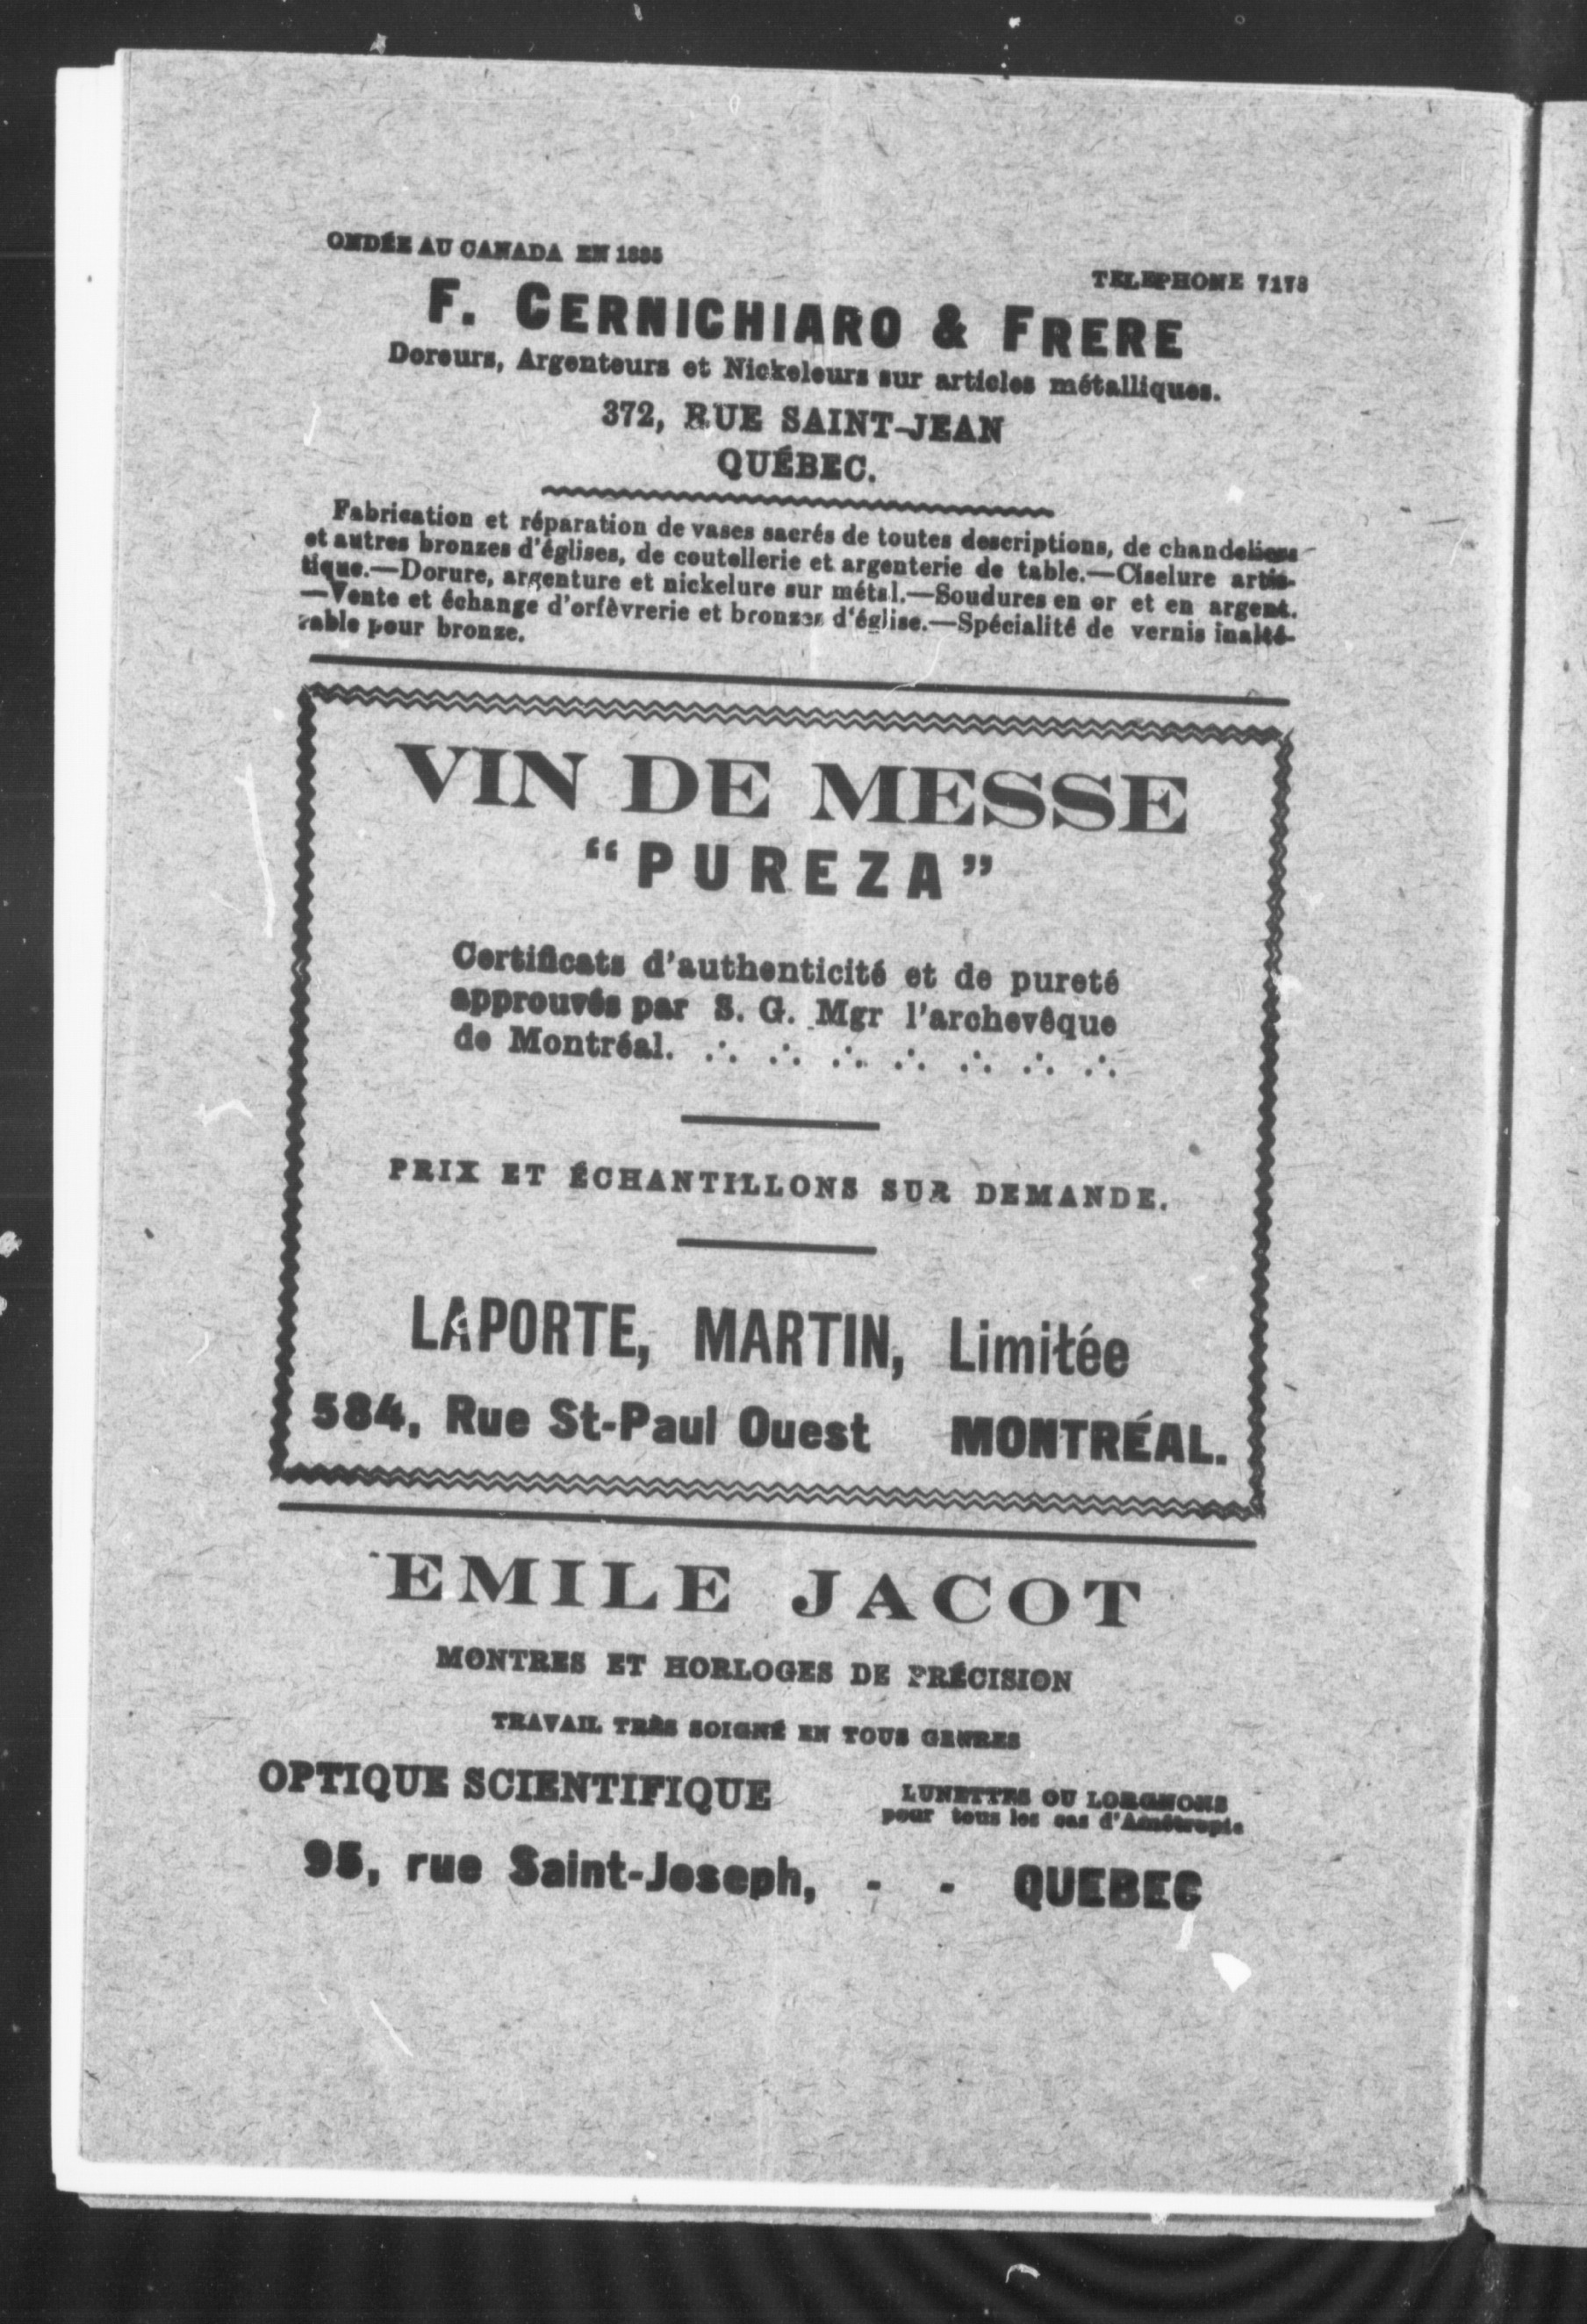 ONDÉE AU CANADA EN 1885
TELEPHONE 7178
F. CERNICHIARO & FRERE
Doreurs, Argenteurs et Nickeleurs sur articles métalliques.
372, RUE SAINT-JEAN
QUÉBEC.
Fabrication et réparation de vases sacrés de toutes descriptions, de chandeliers
et autres bronzes d'églises, de coutellerie et argenterie de table.—Ciselure artis-
tique.—Dorure, argenture et nickelure sur métal.—Soudures en or et en argent.
—Vente et échange d'orfèvrerie et bronzes d'église.—Spécialité de vernis inalté-
rable pour bronze.
VIN DE MESSE
“PUREZA”
Certificats d'authenticité et de pureté
approuvés par S. G. Mgr l'archevêque
de Montréal. ∴ ∴ ∴ ∴ ∴ ∴ ∴
PRIX ET ÉCHANTILLONS SUR DEMANDE.
LAPORTE, MARTIN, Limitée
584, Rue St-Paul Ouest MONTRÉAL.
EMILE JACOT
MONTRES ET HORLOGES DE PRÉCISION
TRAVAIL TRÈS SOIGNÉ EN TOUS GENRES
OPTIQUE SCIENTIFIQUE
LUNETTES OU LORGNONS
pour tous les cas d'Amétropie
95, rue Saint-Joseph, - - QUEBEC